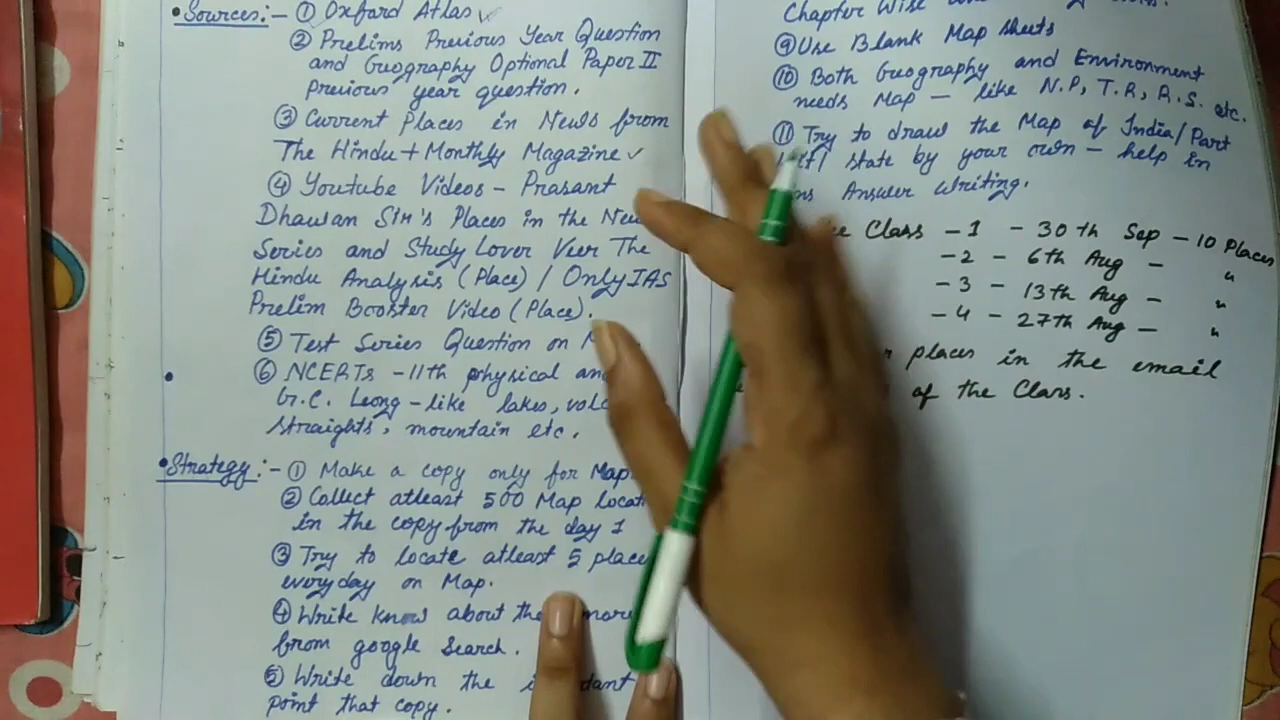 • Sources:- ① Oxford Atlas ✓
② Prelims Previous Year Question
and Geography Optional Paper II
Previous year question.
③ Current Places in News from
The Hindu + Monthly Magazine ✓
④ Youtube Videos - Prasant
Dhawan Sir's Places in the
Series and Study Lover Veer The
Hindu Analysis (Place) / Only IAS
Prelim Booster Video (Place).
⑤ Test Series Question on
⑥ NCERTs - 11th physical
G.C. Leong - like lakes,
straights, mountain etc.
• Strategy:- ① Make a copy only for Map
② Collect atleast 500 Map
in the copy from the day 1
③ Try to locate atleast 5 place
everyday on Map.
④ Write know about the more
from google search.
⑤ Write down the
point that copy.
Chapter Wise
⑨ Use Blank Map sheets
⑩ Both Geography and Environment
needs Map - like N.P, T.R, R.S. etc.
⑪ Try to draw the Map of India/Part
state by your own - help in
Answer Writing.
Class - 1 - 30th Sep - 10 Places
- 2 - 6th Aug - "
- 3 - 13th Aug - "
- 4 - 27th Aug - "
places in the email
of the Class.